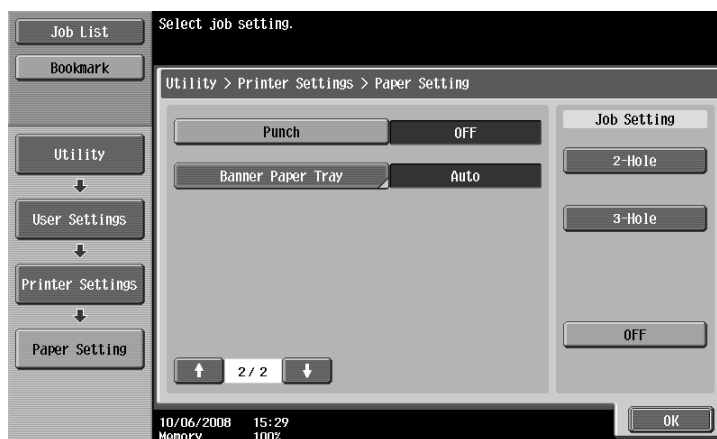 Job List
Bookmark
Utility
User Settings
Printer Settings
Paper Setting
Select job setting.
Utility > Printer Settings > Paper Setting
Punch OFF
Banner Paper Tray Auto
2/ 2
Job Setting
2-Hole
3-Hole
OFF
10/06/2008 15:29
Memory 100%
OK